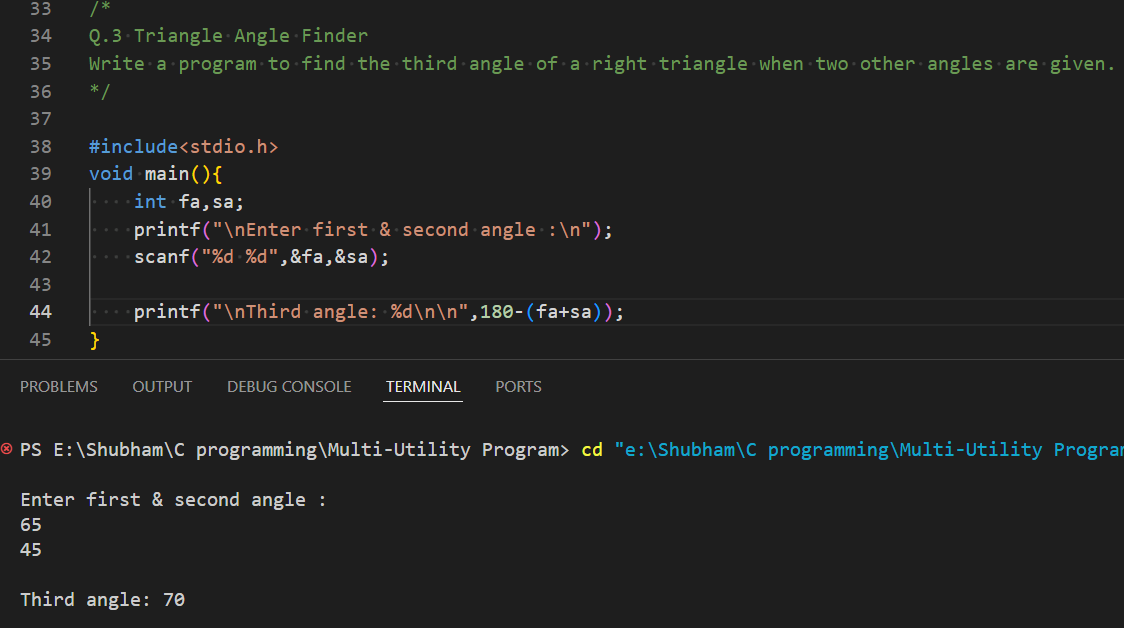 33 /*
34 Q.3 Triangle Angle Finder
35 Write a program to find the third angle of a right triangle when two other angles are given.
36 */
37
38 #include<stdio.h>
39 void main(){
40     int fa,sa;
41     printf("\nEnter first & second angle :\n");
42     scanf("%d %d",&fa,&sa);
43
44     printf("\nThird angle: %d\n\n",180-(fa+sa));
45 }
PROBLEMS OUTPUT DEBUG CONSOLE TERMINAL PORTS
PS E:\Shubham\C programming\Multi-Utility Program> cd "e:\Shubham\C programming\Multi-Utility
Enter first & second angle :
65
45
Third angle: 70